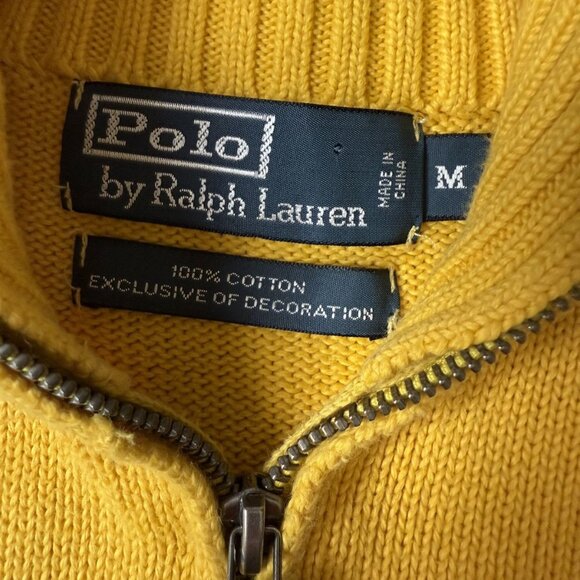 Polo
by Ralph Lauren
MADE IN
CHINA
M
100% COTTON
EXCLUSIVE OF DECORATION